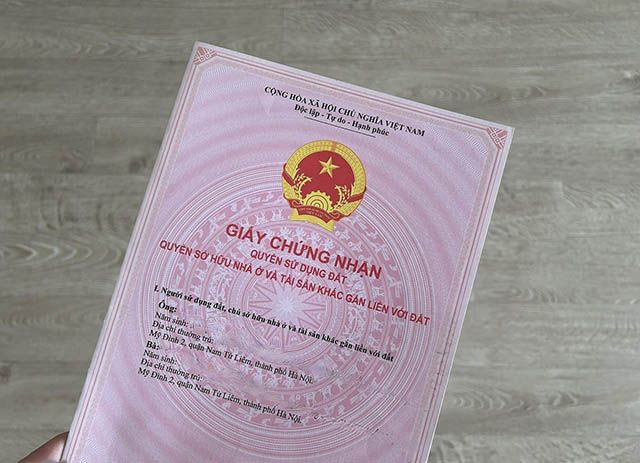 CỘNG HÒA XÃ HỘI CHỦ NGHĨA VIỆT NAM
Độc lập - Tự do - Hạnh phúc
GIẤY CHỨNG NHẬN
QUYỀN SỬ DỤNG ĐẤT
QUYỀN SỞ HỮU NHÀ Ở VÀ TÀI SẢN KHÁC GẮN LIỀN VỚI ĐẤT
I. Người sử dụng đất, chủ sở hữu nhà ở và tài sản khác gắn liền với đất
Ông:
Năm sinh:
Địa chỉ thường trú:
Mỹ Đình 2, quận Nam Từ Liêm, thành phố Hà Nội.
Bà:
Năm sinh:
Địa chỉ thường trú:
Mỹ Đình 2, quận Nam Từ Liêm, thành phố Hà Nội.